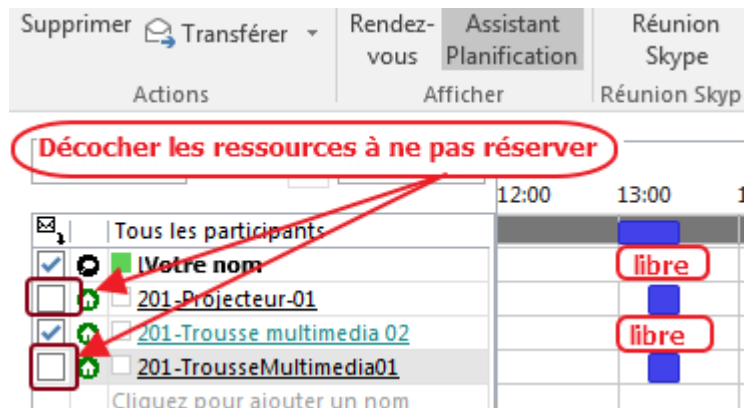 Supprimer Transférer Rendez- Assistant Réunion
vous Planification Skype
Actions Afficher Réunion Skyp
Décocher les ressources à ne pas réserver
12:00 13:00 1
Tous les participants
Votre nom libre
201-Projecteur-01
201-Trousse multimedia 02 libre
201-TrousseMultimedia01
Cliquez pour ajouter un nom